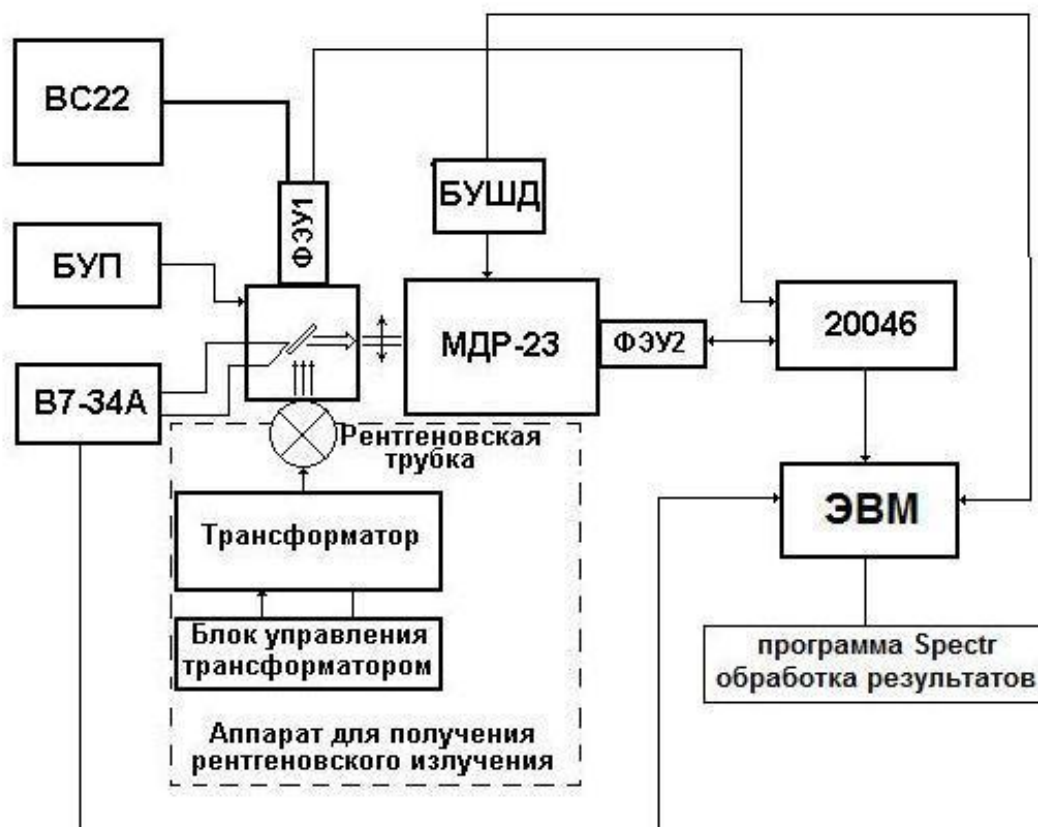 ВС22
ФЭУ1
БУШД
БУП
МДР-23
ФЭУ2
20046
В7-34А
Рентгеновская
трубка
ЭВМ
Трансформатор
Блок управления
трансформатором
программа Spectr
обработка результатов
Аппарат для получения
рентгеновского излучения